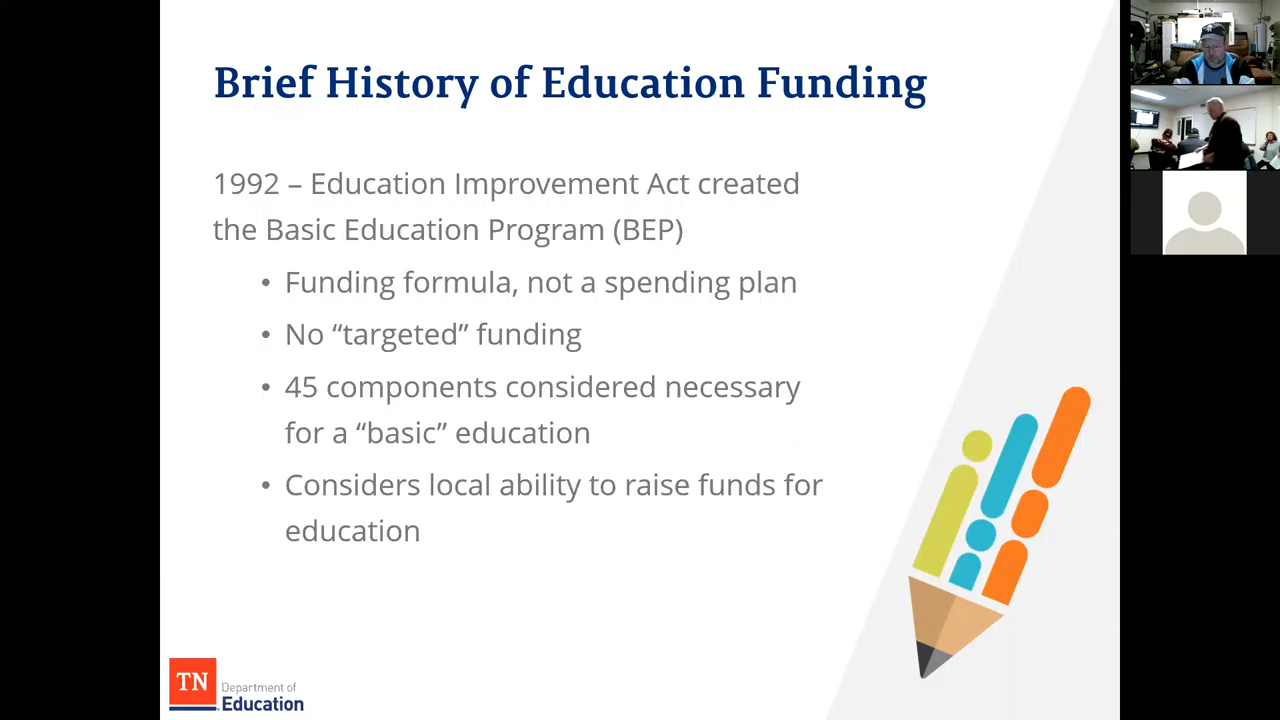 Brief History of Education Funding
1992 – Education Improvement Act created
the Basic Education Program (BEP)
• Funding formula, not a spending plan
• No “targeted” funding
• 45 components considered necessary
for a “basic” education
• Considers local ability to raise funds for
education
TN
Department of
Education